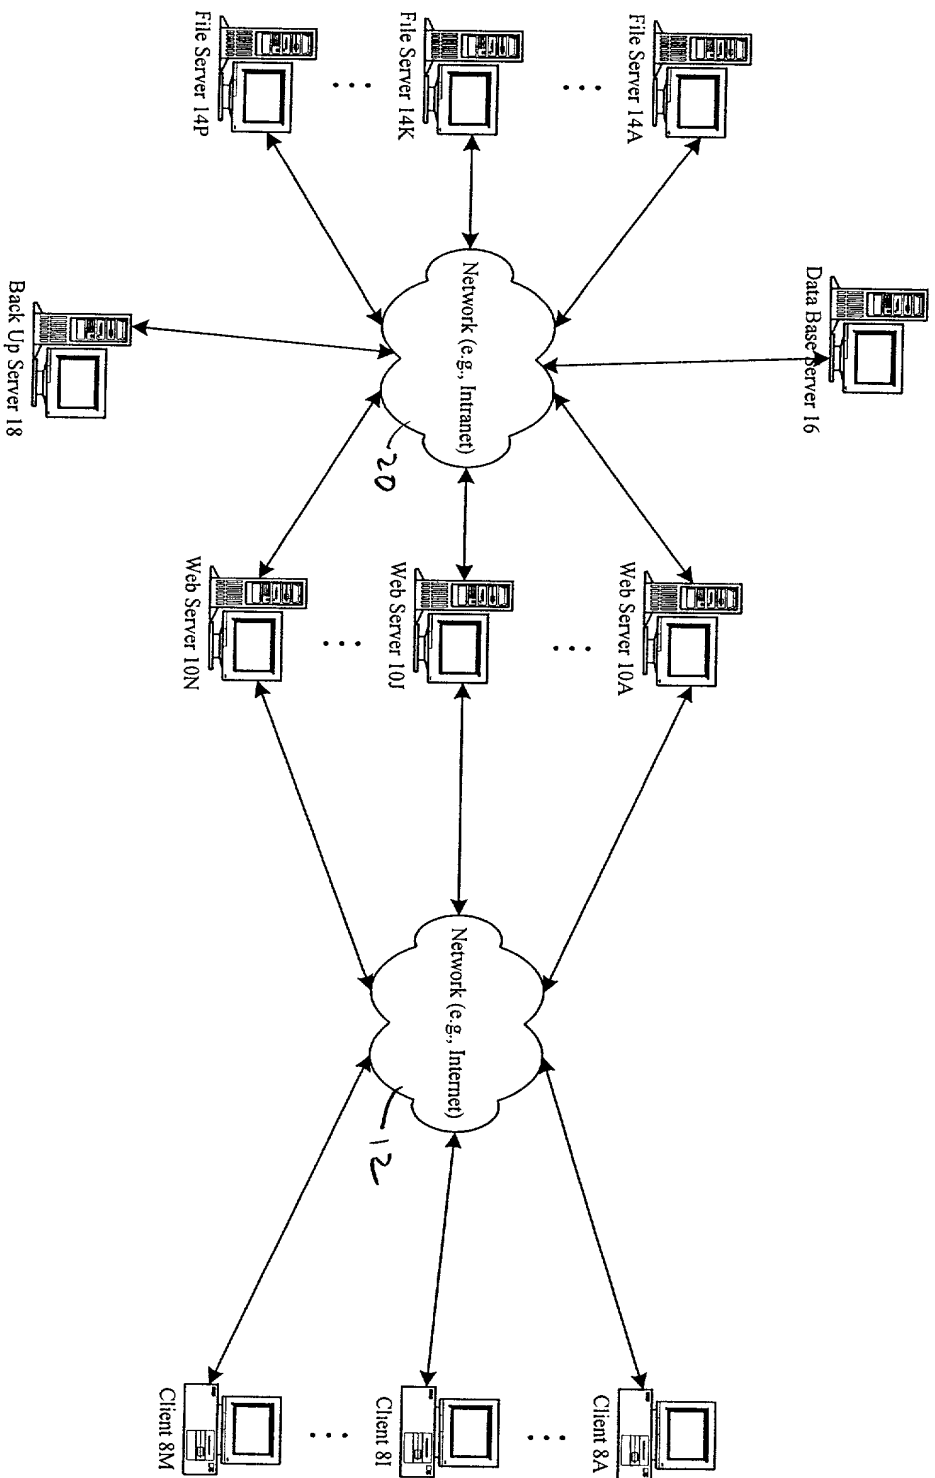 Data Base Server 16
File Server 14A
File Server 14K
File Server 14P
Network (e.g., Intranet)
20
Back Up Server 18
Web Server 10A
Web Server 10J
Web Server 10N
Network (e.g., Internet)
12
Client 8A
Client 8I
Client 8M